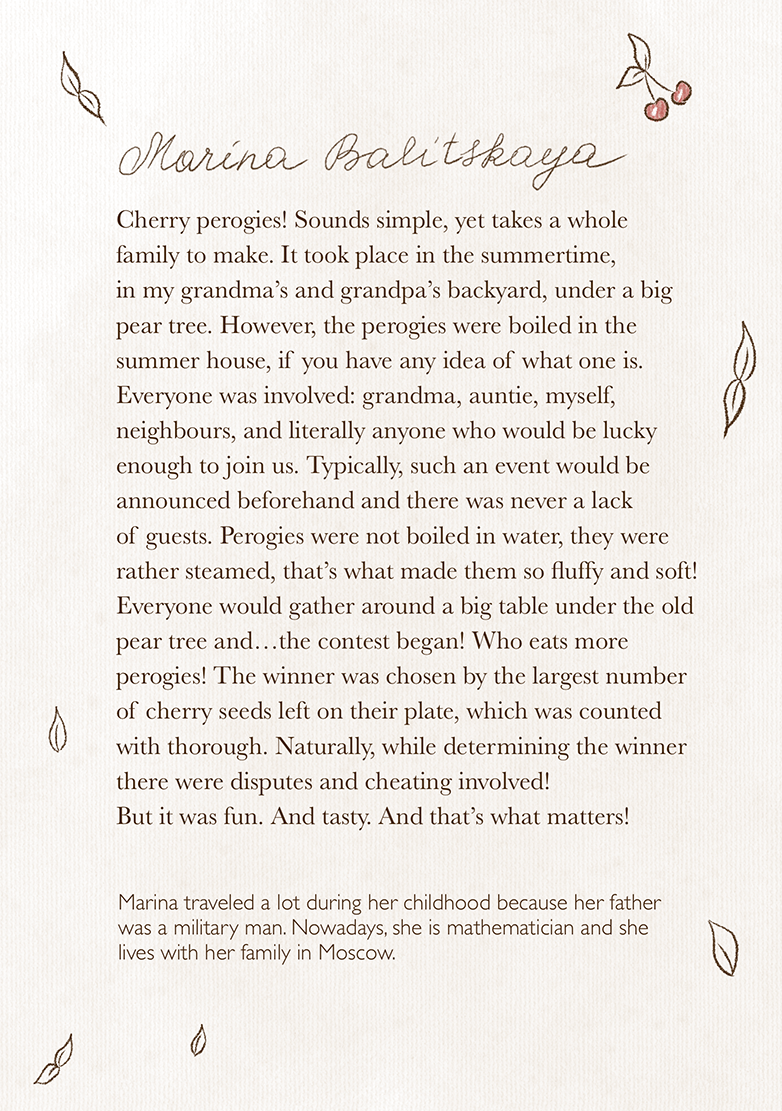 Marina Balitskaya
Cherry perogies! Sounds simple, yet takes a whole
family to make. It took place in the summertime,
in my grandma’s and grandpa’s backyard, under a big
pear tree. However, the perogies were boiled in the
summer house, if you have any idea of what one is.
Everyone was involved: grandma, auntie, myself,
neighbours, and literally anyone who would be lucky
enough to join us. Typically, such an event would be
announced beforehand and there was never a lack
of guests. Perogies were not boiled in water, they were
rather steamed, that’s what made them so fluffy and soft!
Everyone would gather around a big table under the old
pear tree and…the contest began! Who eats more
perogies! The winner was chosen by the largest number
of cherry seeds left on their plate, which was counted
with thorough. Naturally, while determining the winner
there were disputes and cheating involved!
But it was fun. And tasty. And that’s what matters!
Marina traveled a lot during her childhood because her father
was a military man. Nowadays, she is mathematician and she
lives with her family in Moscow.